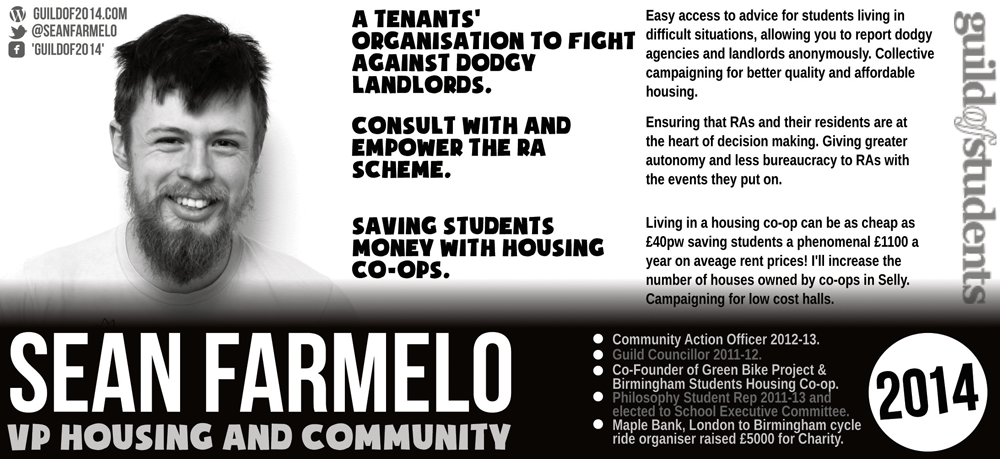 GUILDOF2014.COM
@SEANFARMELO
'GUILDOF2014'
A TENANTS'
ORGANISATION TO FIGHT
AGAINST DODGY
LANDLORDS.
Easy access to advice for students living in
difficult situations, allowing you to report dodgy
agencies and landlords anonymously. Collective
campaigning for better quality and affordable
housing.
CONSULT WITH AND
EMPOWER THE RA
SCHEME.
Ensuring that RAs and their residents are at
the heart of decision making. Giving greater
autonomy and less bureaucracy to RAs with
the events they put on.
SAVING STUDENTS
MONEY WITH HOUSING
CO-OPS.
Living in a housing co-op can be as cheap as
£40pw saving students a phenomenal £1100 a
year on aveage rent prices! I'll increase the
number of houses owned by co-ops in Selly.
Campaigning for low cost halls.
guildofstudents
SEAN FARMELO
VP HOUSING AND COMMUNITY
Community Action Officer 2012-13.
Guild Councillor 2011-12.
Co-Founder of Green Bike Project &
Birmingham Students Housing Co-op.
Philosophy Student Rep 2011-13 and
elected to School Executive Committee.
Maple Bank, London to Birmingham cycle
ride organiser raised £5000 for Charity.
2014